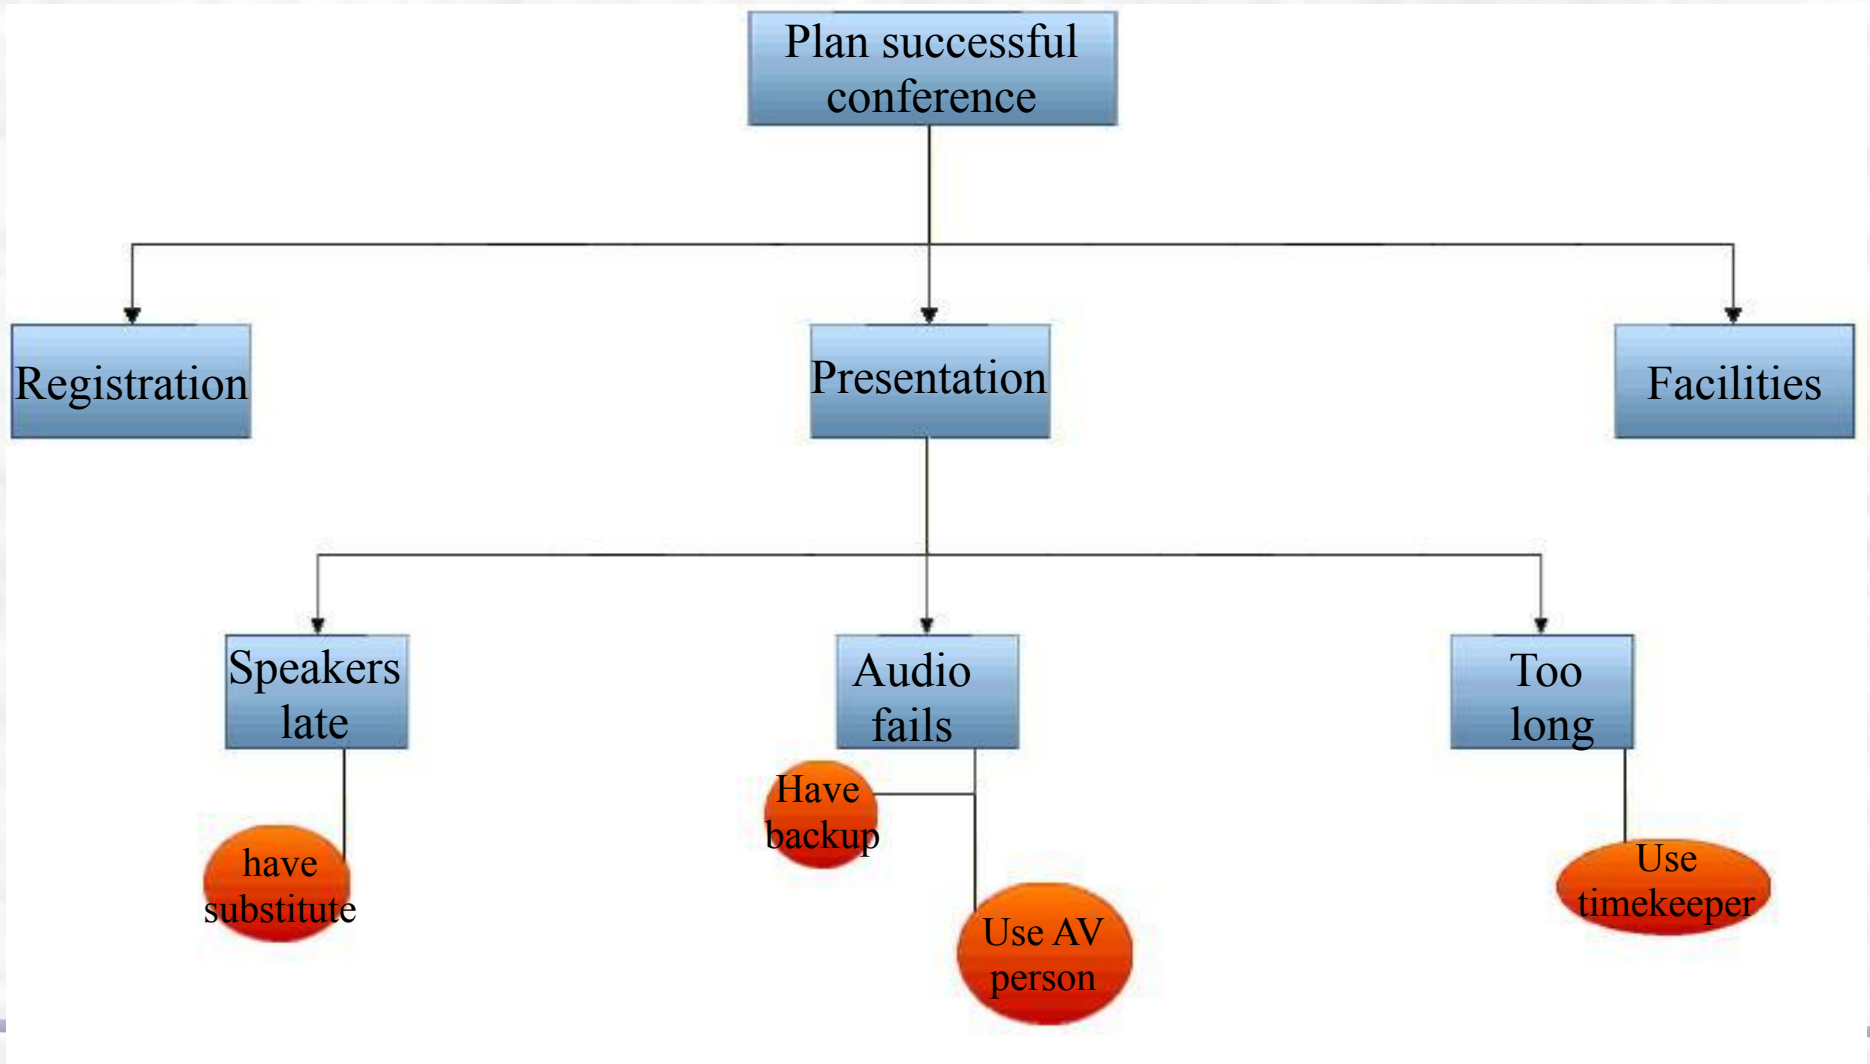 Plan successful
conference
Registration
Presentation
Facilities
Speakers
late
Audio
fails
Too
long
Have
backup
have
substitute
Use AV
person
Use
timekeeper